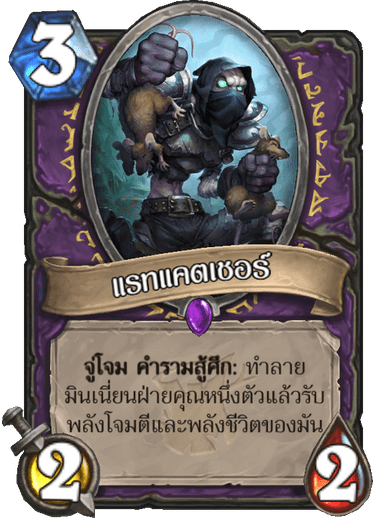 3
แรทแคตเชอร์
จู่โจม คำรามสู้ศึก: ทำลาย
มินเนี่ยนฝ่ายคุณหนึ่งตัวแล้วรับ
พลังโจมตีและพลังชีวิตของมัน
2
2